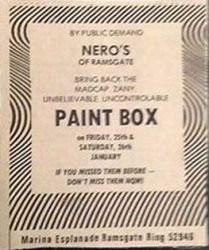 BY PUBLIC DEMAND
NERO'S
OF RAMSGATE
BRING BACK THE
MADCAP, ZANY
UNBELIEVABLE, UNCONTROLABLE
PAINT BOX
on FRIDAY, 25th &
SATURDAY, 26th
JANUARY
IF YOU MISSED THEM BEFORE —
DON'T MISS THEM NOW!
Marina Esplanade Ramsgate Ring 52946